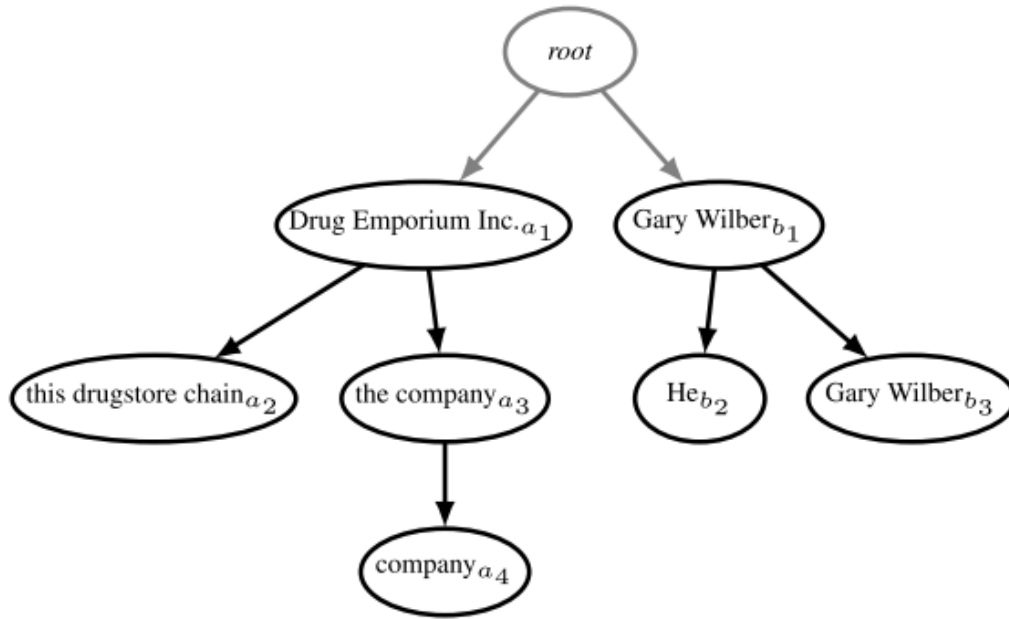 root
Drug Emporium Inc.a1
Gary Wilberb1
this drugstore chaina2
the companya3
Heb2
Gary Wilberb3
companya4